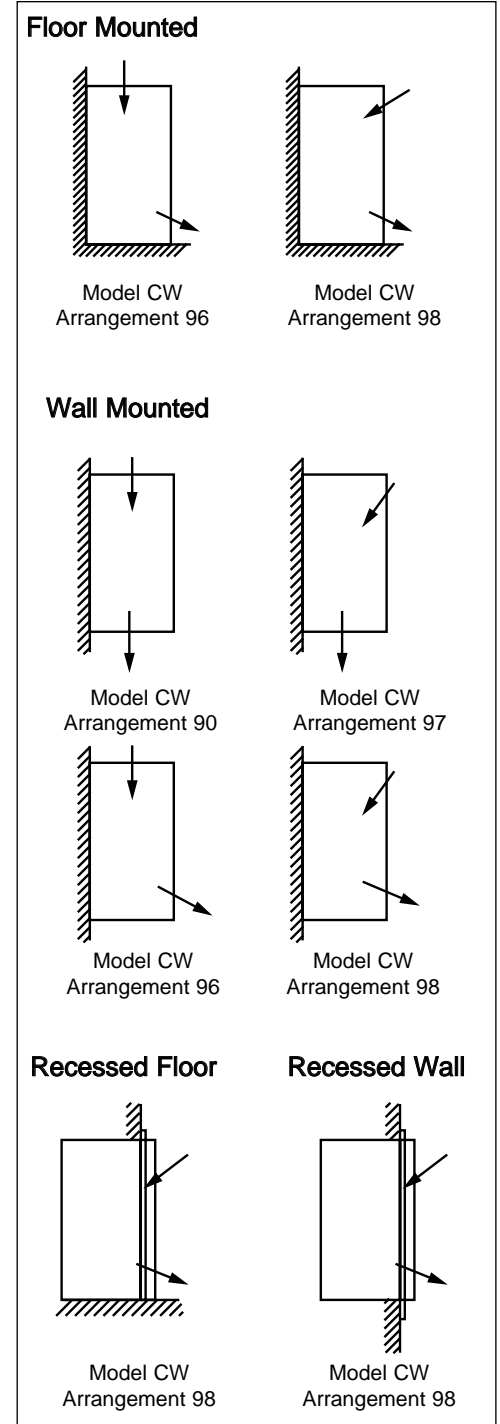 Floor Mounted
Model CW
Arrangement 96
Model CW
Arrangement 98
Wall Mounted
Model CW
Arrangement 90
Model CW
Arrangement 97
Model CW
Arrangement 96
Model CW
Arrangement 98
Recessed Floor
Recessed Wall
Model CW
Arrangement 98
Model CW
Arrangement 98